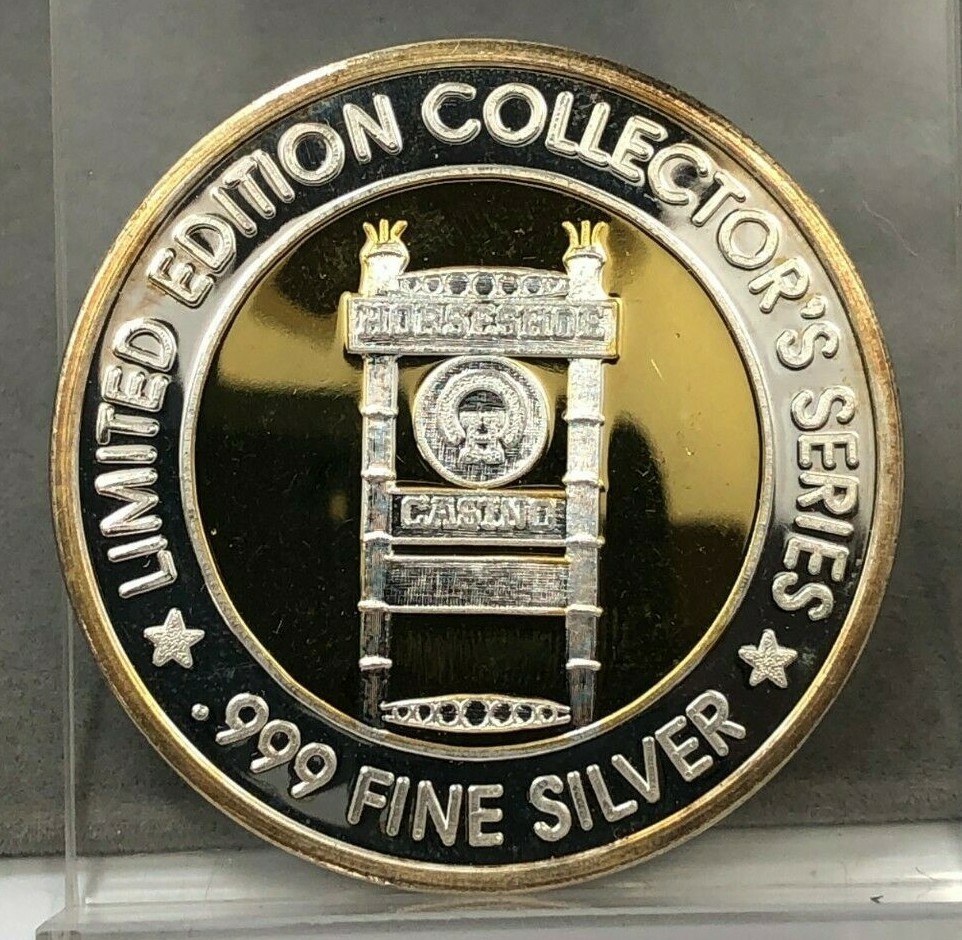 LIMITED EDITION COLLECTOR'S SERIES
HORSESHOE
CASINO
.999 FINE SILVER